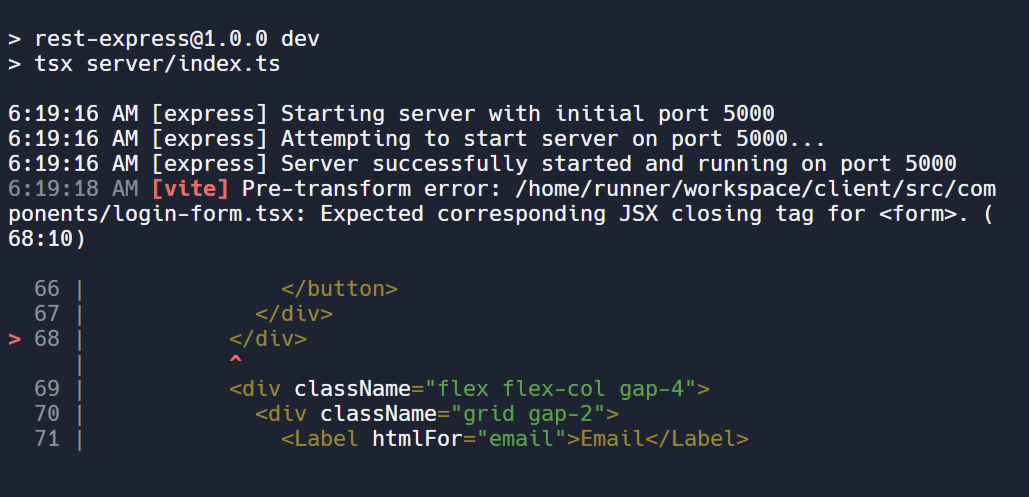 > rest-express@1.0.0 dev
> tsx server/index.ts
6:19:16 AM [express] Starting server with initial port 5000
6:19:16 AM [express] Attempting to start server on port 5000...
6:19:16 AM [express] Server successfully started and running on port 5000
6:19:18 AM [vite] Pre-transform error: /home/runner/workspace/client/src/com
ponents/login-form.tsx: Expected corresponding JSX closing tag for <form>. (
68:10)
  66 |               </button>
  67 |             </div>
> 68 |           </div>
     |           ^
  69 |           <div className="flex flex-col gap-4">
  70 |             <div className="grid gap-2">
  71 |               <Label htmlFor="email">Email</Label>